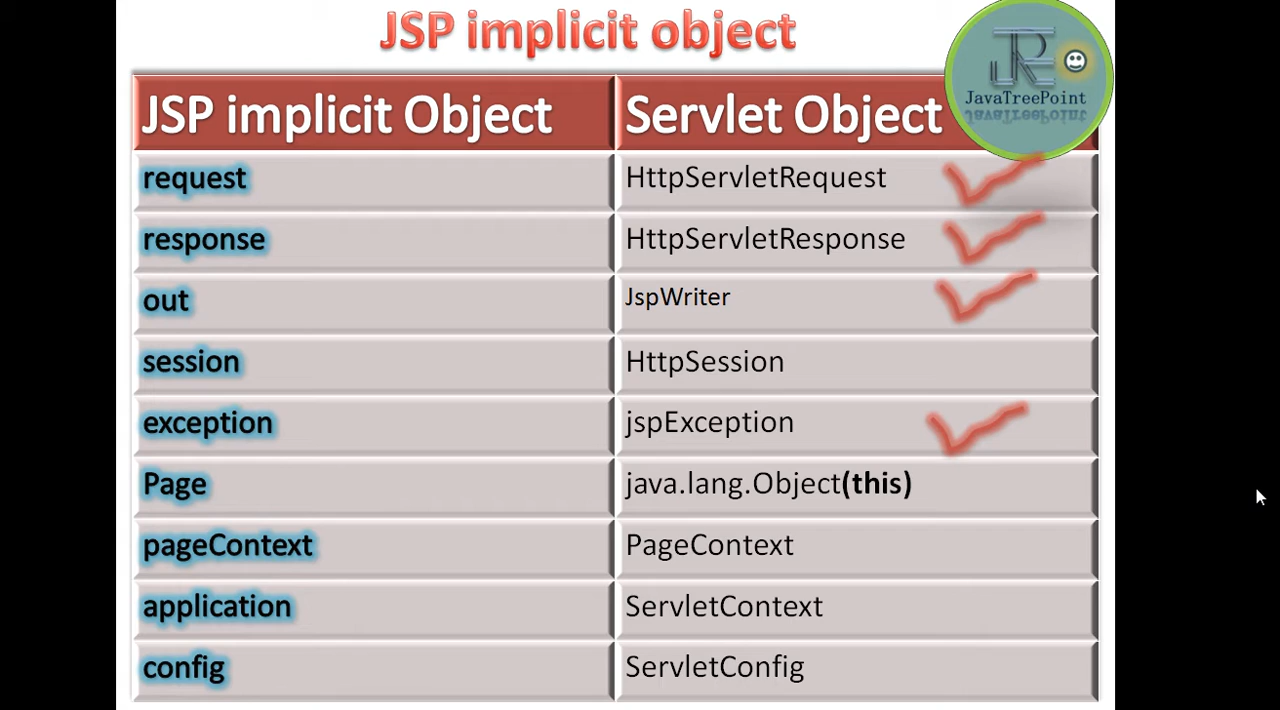 JSP implicit object
JavaTreePoint
JSP implicit Object Servlet Object
request HttpServletRequest
response HttpServletResponse
out JspWriter
session HttpSession
exception jspException
Page java.lang.Object(this)
pageContext PageContext
application ServletContext
config ServletConfig